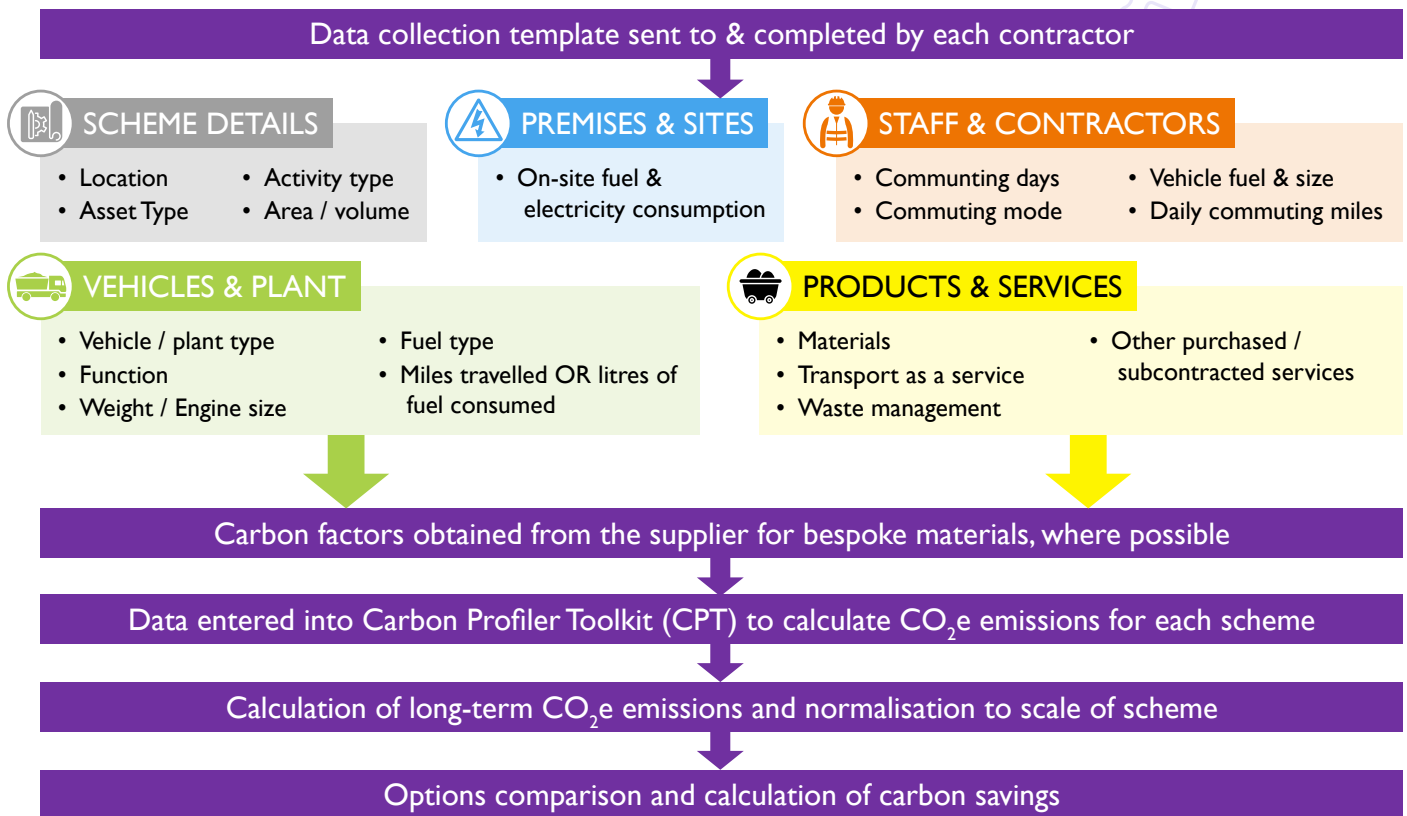 Data collection template sent to & completed by each contractor
SCHEME DETAILS
• Location
• Asset Type
• Activity type
• Area / volume
PREMISES & SITES
• On-site fuel &
electricity consumption
STAFF & CONTRACTORS
• Communting days
• Commuting mode
• Vehicle fuel & size
• Daily commuting miles
VEHICLES & PLANT
• Vehicle / plant type
• Function
• Weight / Engine size
• Fuel type
• Miles travelled OR litres of
fuel consumed
PRODUCTS & SERVICES
• Materials
• Transport as a service
• Waste management
• Other purchased /
subcontracted services
Carbon factors obtained from the supplier for bespoke materials, where possible
Data entered into Carbon Profiler Toolkit (CPT) to calculate CO₂e emissions for each scheme
Calculation of long-term CO₂e emissions and normalisation to scale of scheme
Options comparison and calculation of carbon savings